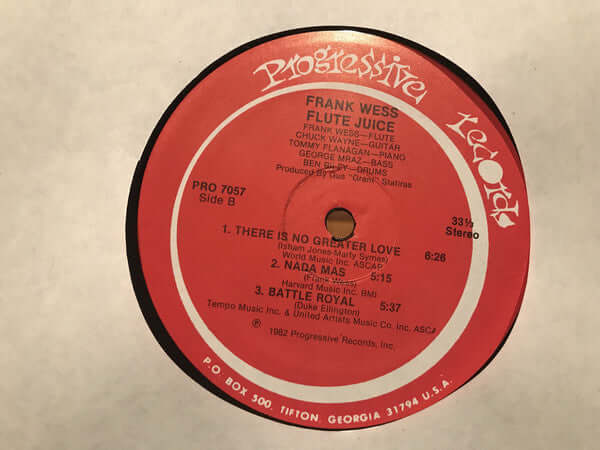 Progressive Records
FRANK WESS
FLUTE JUICE
FRANK WESS—FLUTE
CHUCK WAYNE—GUITAR
TOMMY FLANAGAN—PIANO
GEORGE MRAZ—BASS
BEN RILEY—DRUMS
Produced By Gus "Grant" Statiras
PRO 7057
Side B
33⅓
Stereo
1. THERE IS NO GREATER LOVE 6:26
(Isham Jones-Marty Symes)
World Music Inc. ASCAP
2. NADA MAS 5:15
(Frank Wess)
Harvard Music Inc. BMI
3. BATTLE ROYAL 5:37
(Duke Ellington)
Tempo Music Inc. & United Artists Music Co. Inc. ASCA
℗ 1982 Progressive Records, Inc.
P.O. BOX 500, TIFTON, GEORGIA 31794 U.S.A.